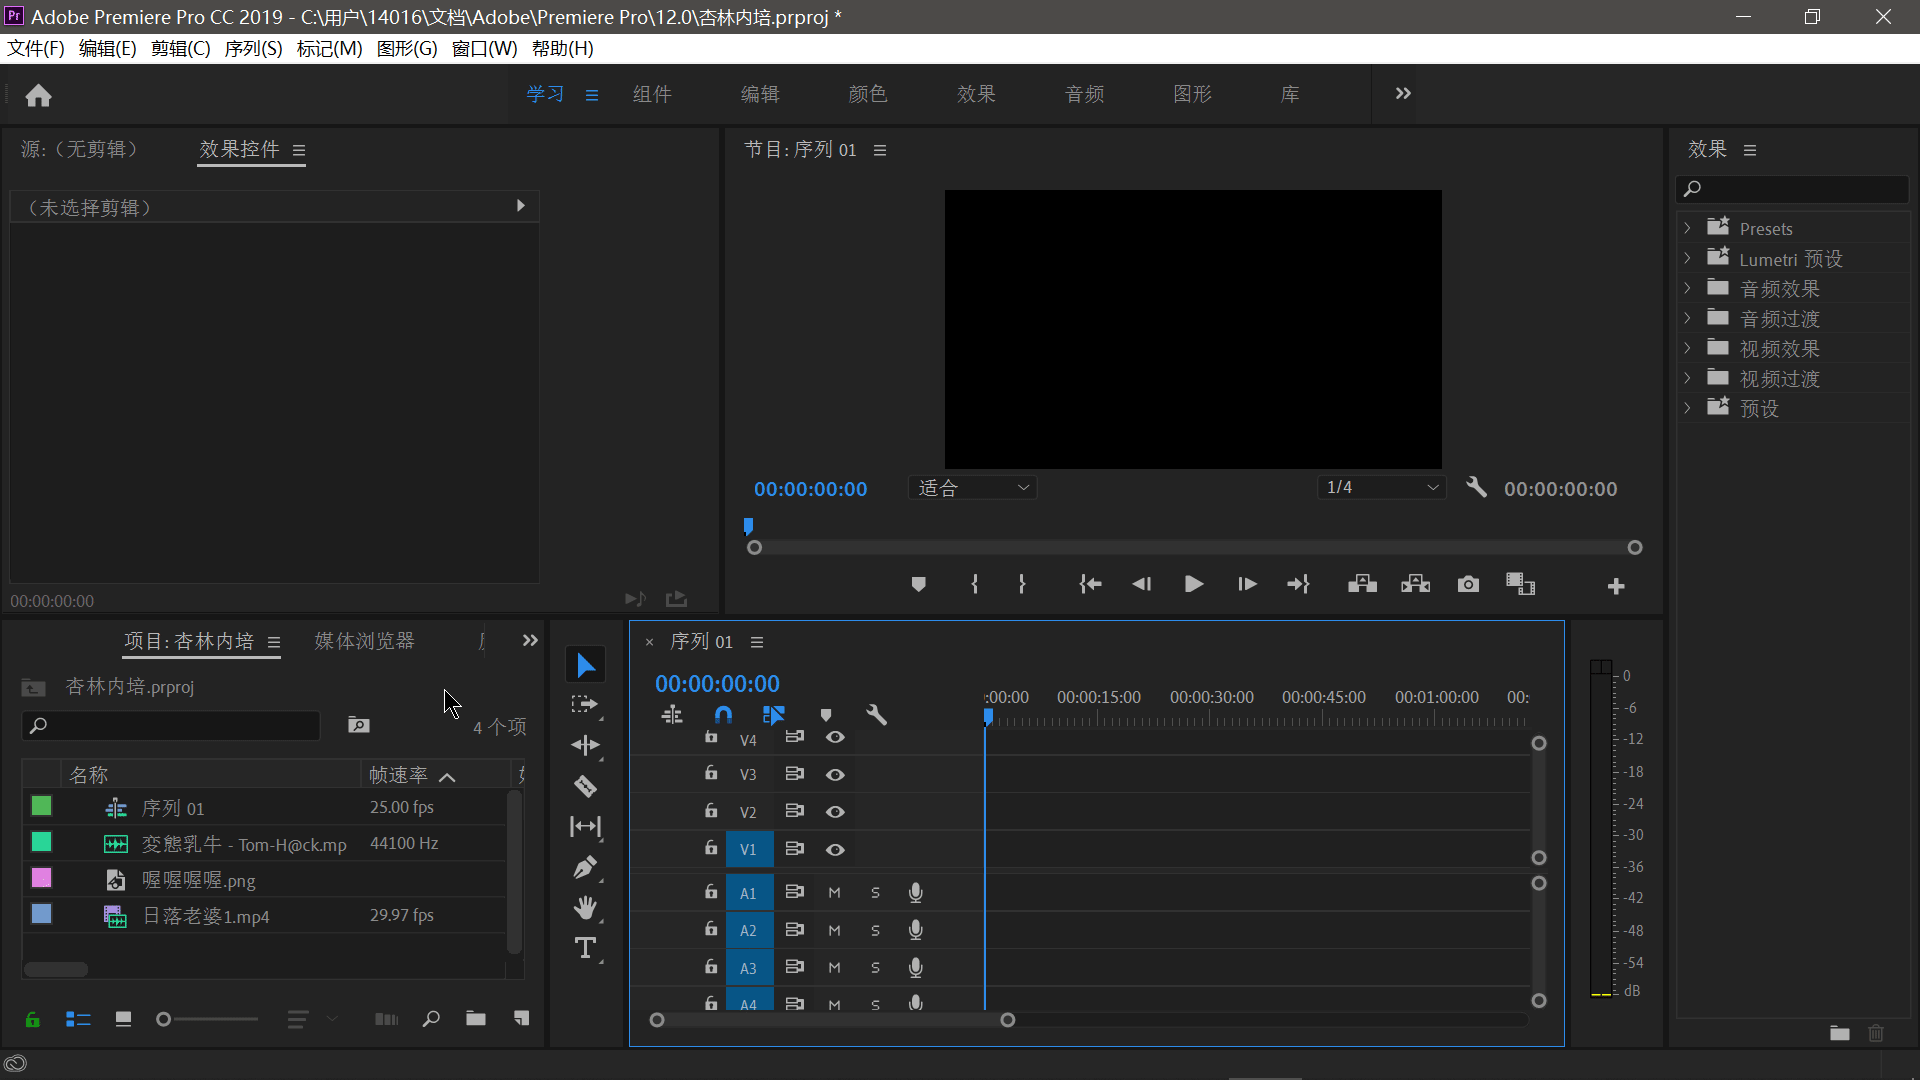 Adobe Premiere Pro CC 2019 - C:\用户\14016\文档\Adobe\Premiere Pro\12.0\杏林内培.prproj *
文件(F) 编辑(E) 剪辑(C) 序列(S) 标记(M) 图形(G) 窗口(W) 帮助(H)
学习 组件 编辑 颜色 效果 音频 图形 库
源:（无剪辑） 效果控件
（未选择剪辑）
00:00:00:00
节目: 序列 01
00:00:00:00 适合 1/4 00:00:00:00
效果
Presets
Lumetri 预设
音频效果
音频过渡
视频效果
视频过渡
预设
项目: 杏林内培 媒体浏览器
杏林内培.prproj
4 个项
名称 帧速率
序列 01 25.00 fps
変態乳牛 - Tom-H@ck.mp 44100 Hz
喔喔喔喔.png
日落老婆1.mp4 29.97 fps
× 序列 01
00:00:00:00
:00:00 00:00:15:00 00:00:30:00 00:00:45:00 00:01:00:00 00:
V4
V3
V2
V1
A1 M S
A2 M S
A3 M S
A4 M S
0
-6
-12
-18
-24
-30
-36
-42
-48
-54
dB